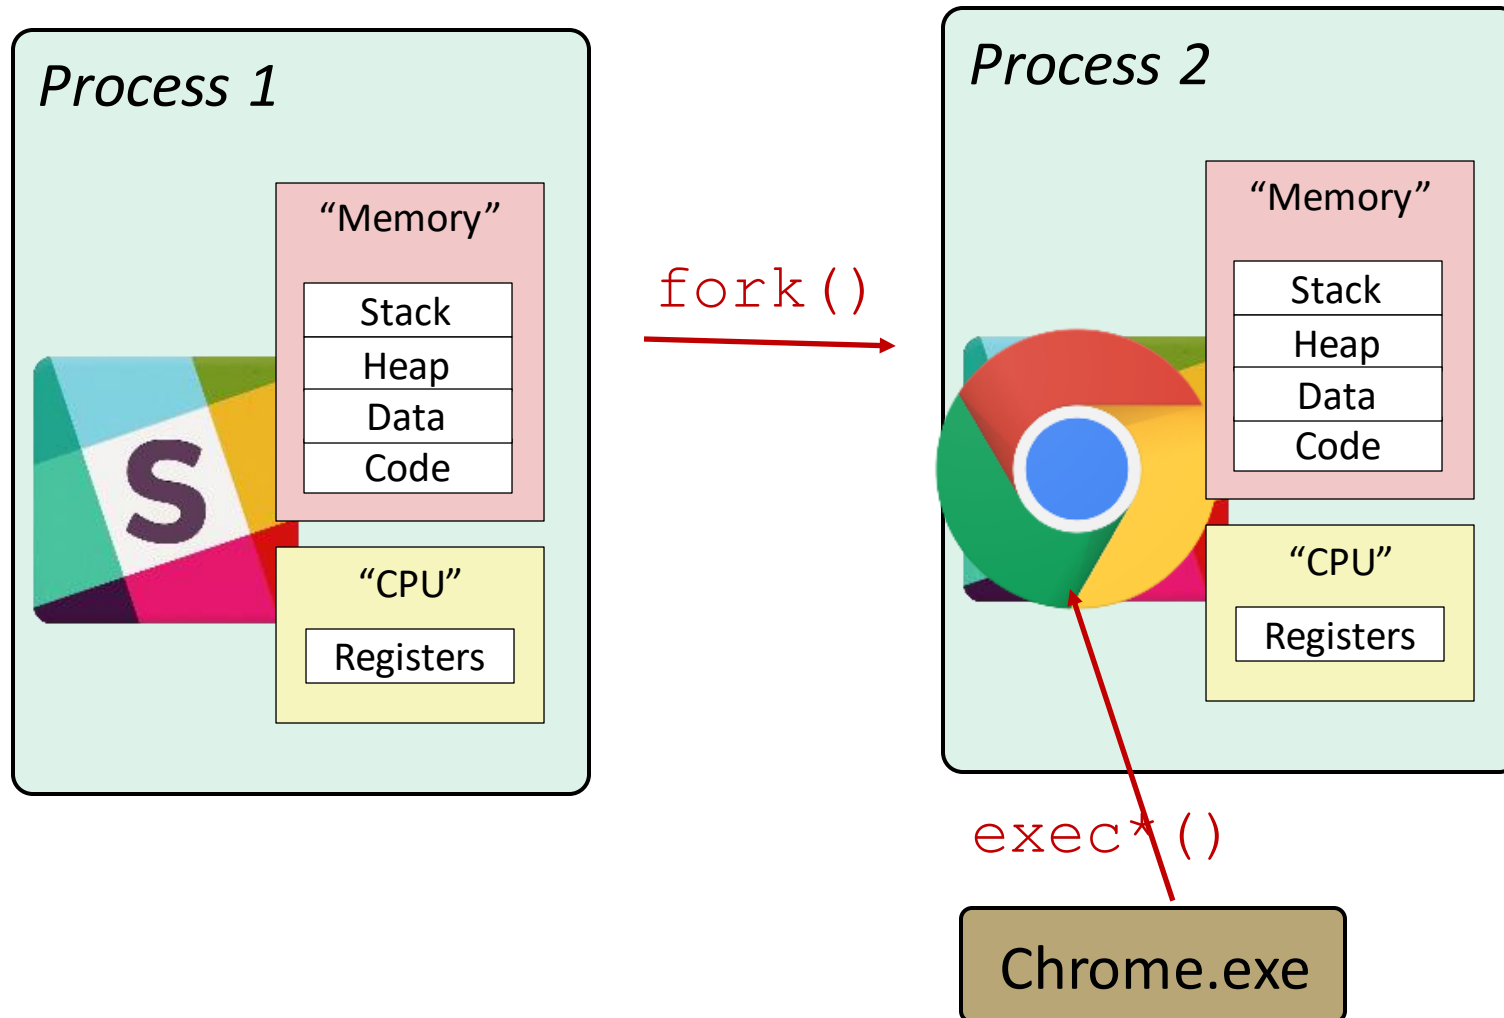 Process 1
“Memory”
Stack
Heap
Data
Code
S
“CPU”
Registers
fork()
Process 2
“Memory”
Stack
Heap
Data
Code
“CPU”
Registers
exec*()
Chrome.exe